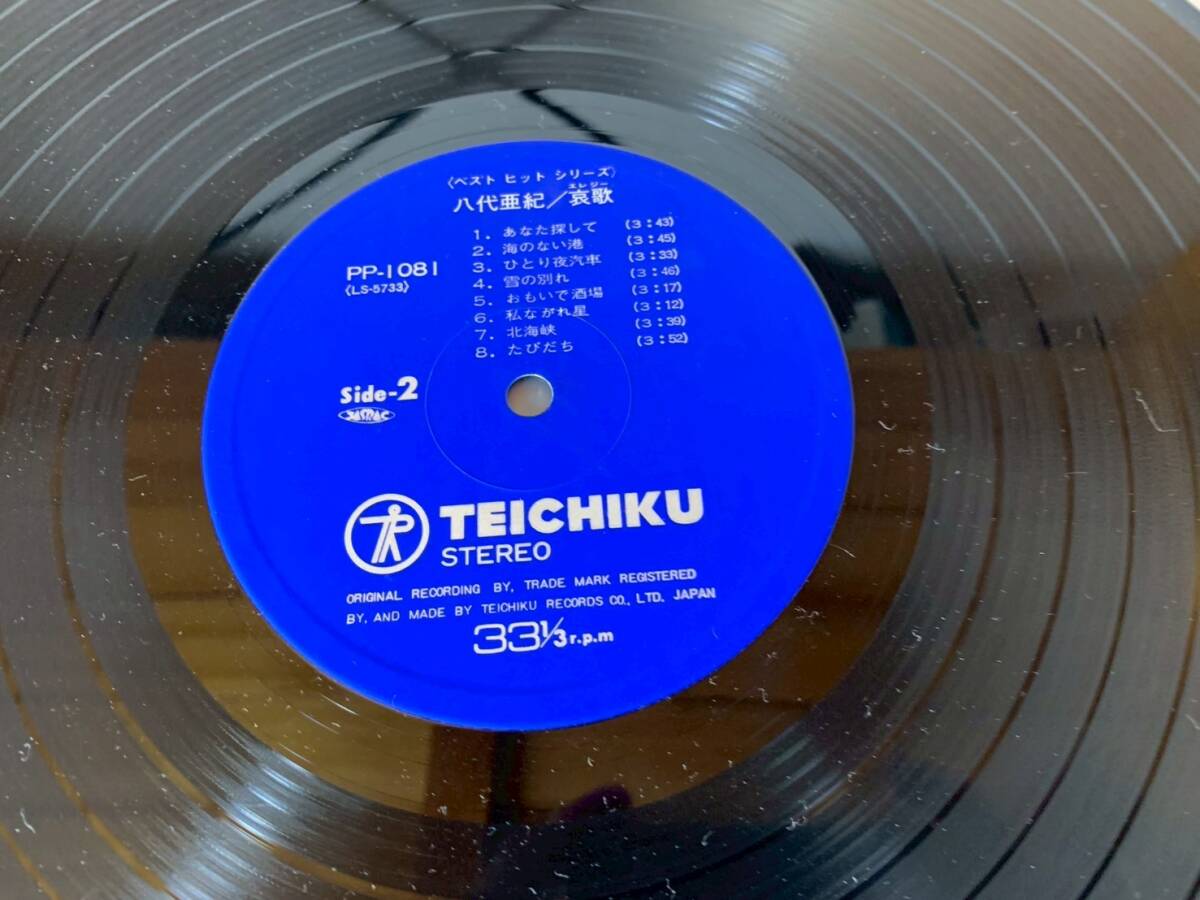 〈ベスト ヒット シリーズ〉
エレジー
八代亜紀／哀歌
1. あなた探して (3:43)
2. 海のない港 (3:45)
3. ひとり夜汽車 (3:33)
4. 雪の別れ (3:46)
5. おもいで酒場 (3:17)
6. 私ながれ星 (3:12)
7. 北海峡 (3:39)
8. たびだち (3:52)
PP-1081
〈LS-5733〉
Side-2
JASRAC
TEICHIKU
STEREO
ORIGINAL RECORDING BY, TRADE MARK REGISTERED
BY, AND MADE BY TEICHIKU RECORDS CO., LTD. JAPAN
33 1/3 r.p.m